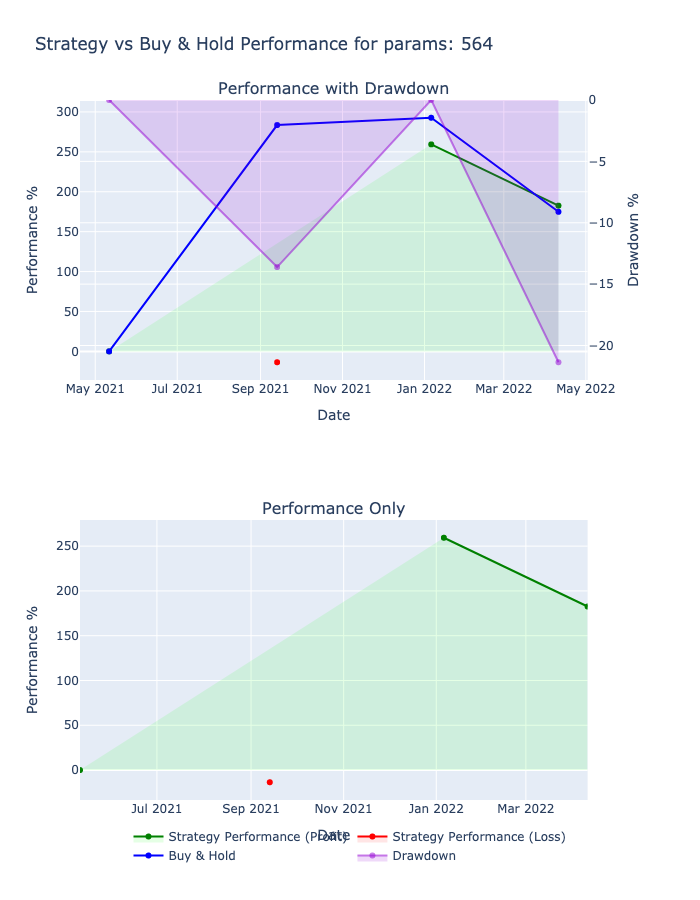 Strategy vs Buy & Hold Performance for params: 564
Performance with Drawdown
300
250
200
150
100
50
0
Performance %
0
−5
−10
−15
−20
Drawdown %
May 2021 Jul 2021 Sep 2021 Nov 2021 Jan 2022 Mar 2022 May 2022
Date
Performance Only
250
200
150
100
50
0
Performance %
Jul 2021 Sep 2021 Nov 2021 Jan 2022 Mar 2022
Date
Strategy Performance (Profit) Strategy Performance (Loss)
Buy & Hold Drawdown